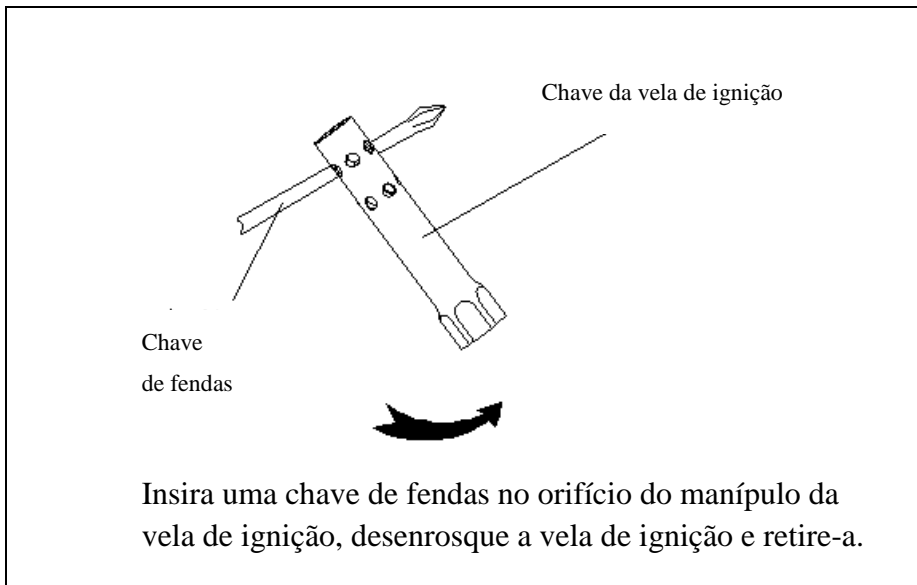 Chave da vela de ignição
Chave
de fendas
Insira uma chave de fendas no orifício do manípulo da
vela de ignição, desenrosque a vela de ignição e retire-a.